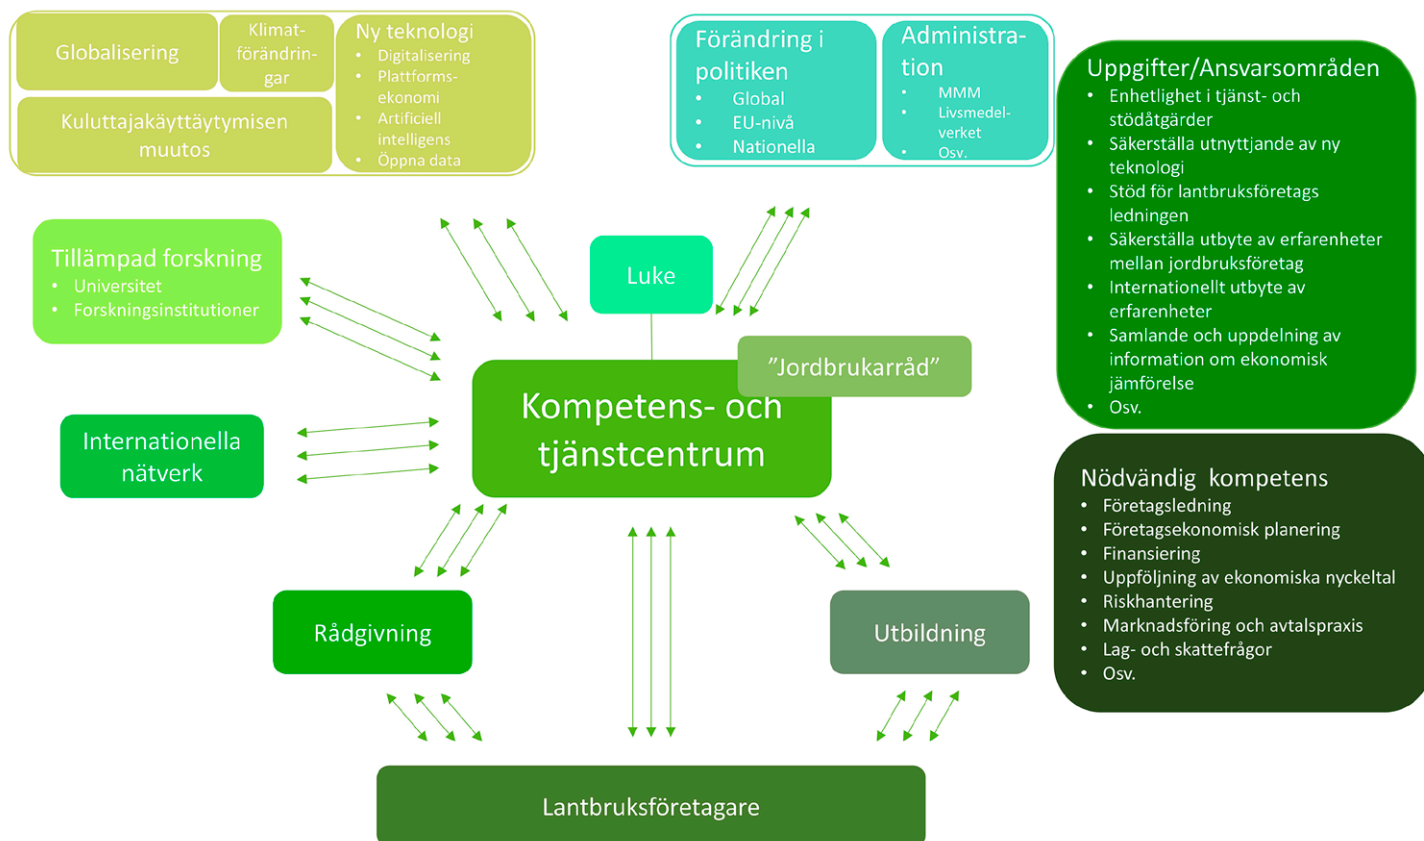 Globalisering
Klimat-
förändrin-
gar
Kuluttajakäyttäytymisen
muutos
Ny teknologi
• Digitalisering
• Plattforms-
ekonomi
• Artificiell
intelligens
• Öppna data
Förändring i
politiken
• Global
• EU-nivå
• Nationella
Administra-
tion
• MMM
• Livsmedel-
verket
• Osv.
Uppgifter/Ansvarsområden
• Enhetlighet i tjänst- och
stödåtgärder
• Säkerställa utnyttjande av ny
teknologi
• Stöd för lantbruksföretags
ledningen
• Säkerställa utbyte av erfarenheter
mellan jordbruksföretag
• Internationellt utbyte av
erfarenheter
• Samlande och uppdelning av
information om ekonomisk
jämförelse
• Osv.
Tillämpad forskning
• Universitet
• Forskningsinstitutioner
Luke
”Jordbrukarråd”
Kompetens- och
tjänstcentrum
Internationella
nätverk
Nödvändig kompetens
• Företagsledning
• Företagsekonomisk planering
• Finansiering
• Uppföljning av ekonomiska nyckeltal
• Riskhantering
• Marknadsföring och avtalspraxis
• Lag- och skattefrågor
• Osv.
Rådgivning
Utbildning
Lantbruksföretagare